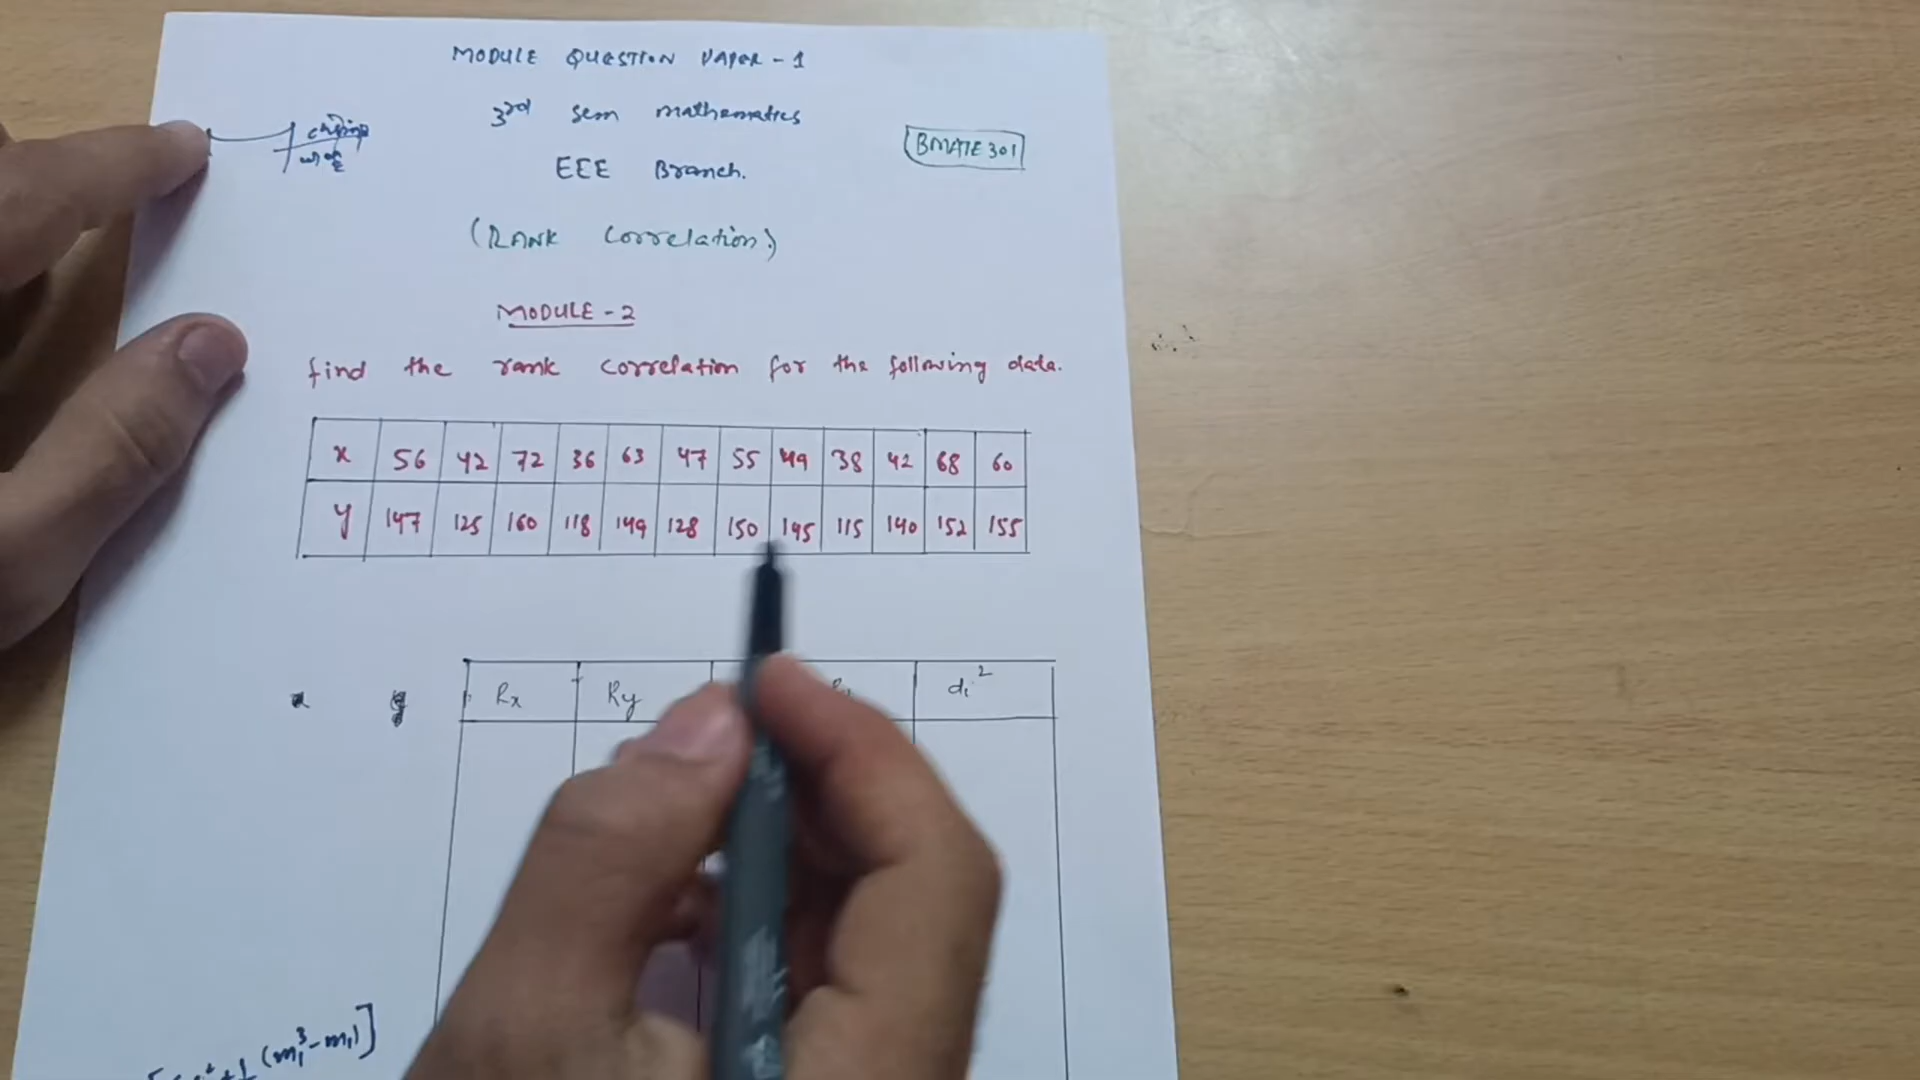 MODULE QUESTION PAPER - 1
3rd sem mathematics
EEE Branch.
BMATE301
(RANK Correlation)
MODULE - 2
find the rank correlation for the following data.
x 56 42 72 36 63 47 55 49 38 42 68 60
y 147 125 160 118 149 128 150 145 115 140 152 155
Rx Ry di²
(m₁³ - m₁)]